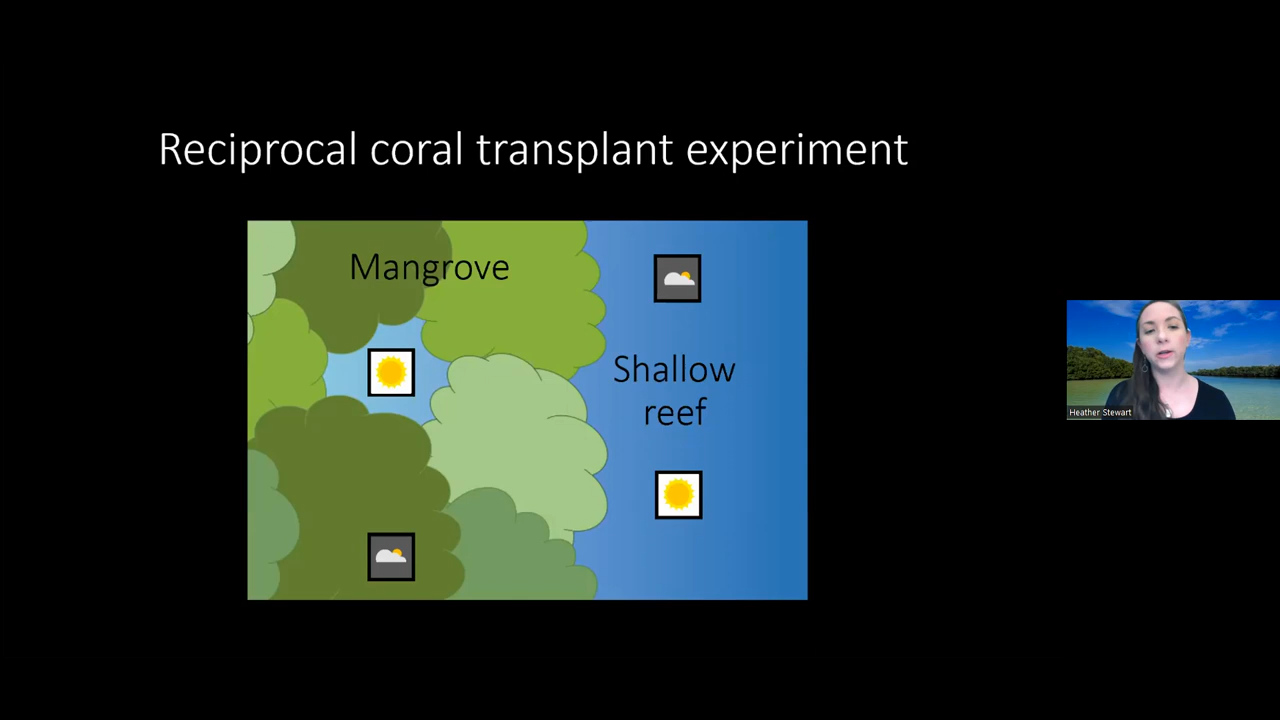 Reciprocal coral transplant experiment
Mangrove
Shallow
reef
Heather Stewart